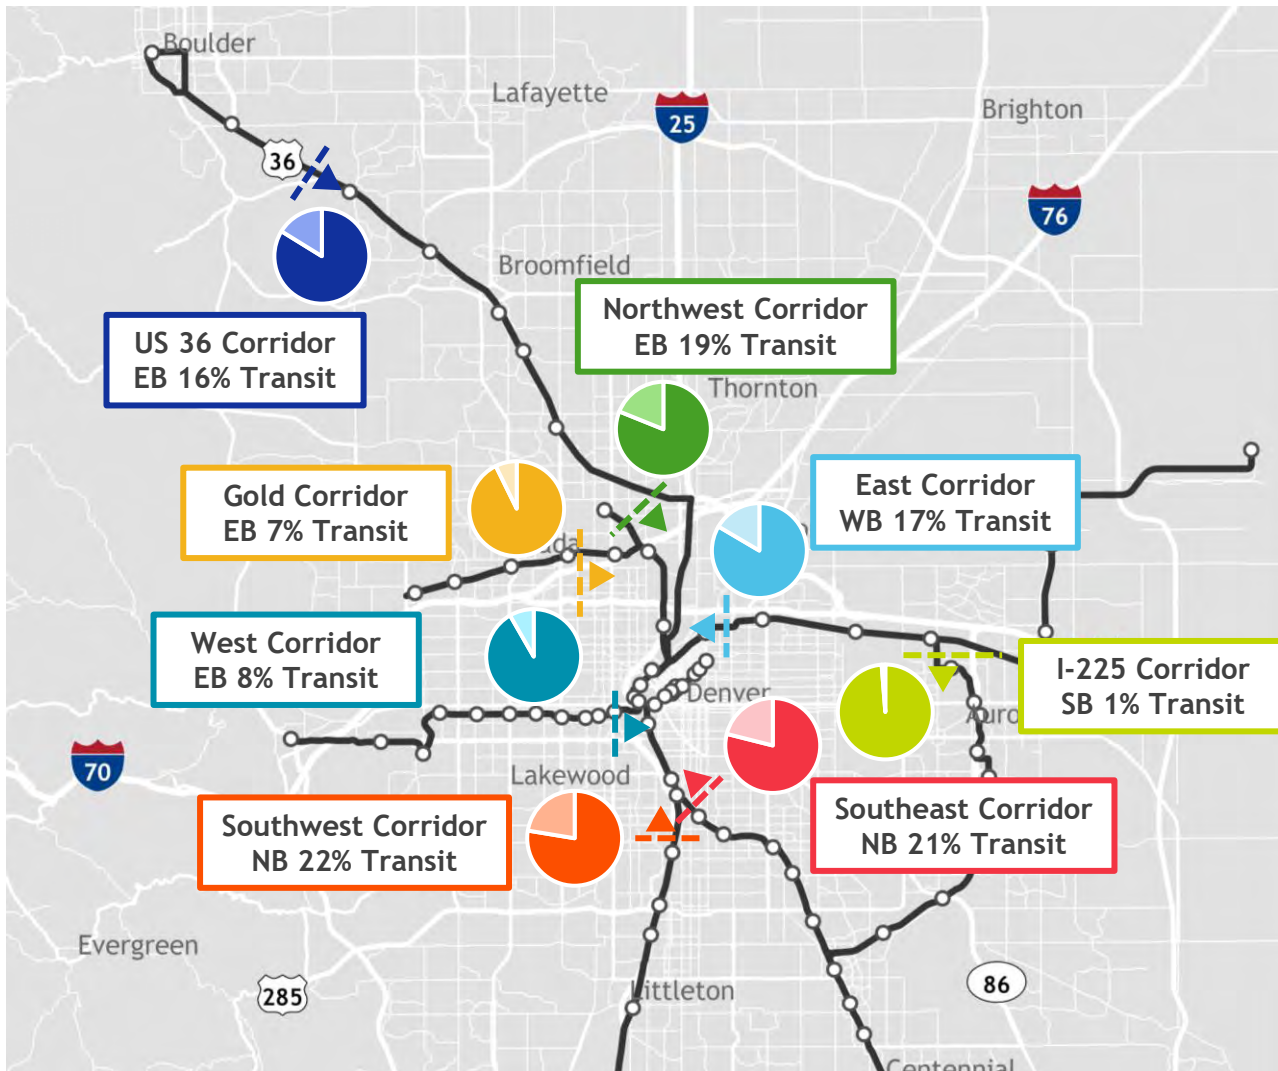 Boulder
Lafayette
25
Brighton
36
76
Broomfield
Northwest Corridor
EB 19% Transit
US 36 Corridor
EB 16% Transit
Thornton
Gold Corridor
EB 7% Transit
East Corridor
WB 17% Transit
ada
West Corridor
EB 8% Transit
I-225 Corridor
SB 1% Transit
Denver
Auro
70
Lakewood
Southwest Corridor
NB 22% Transit
Southeast Corridor
NB 21% Transit
Evergreen
285
Littleton
86
Centennial